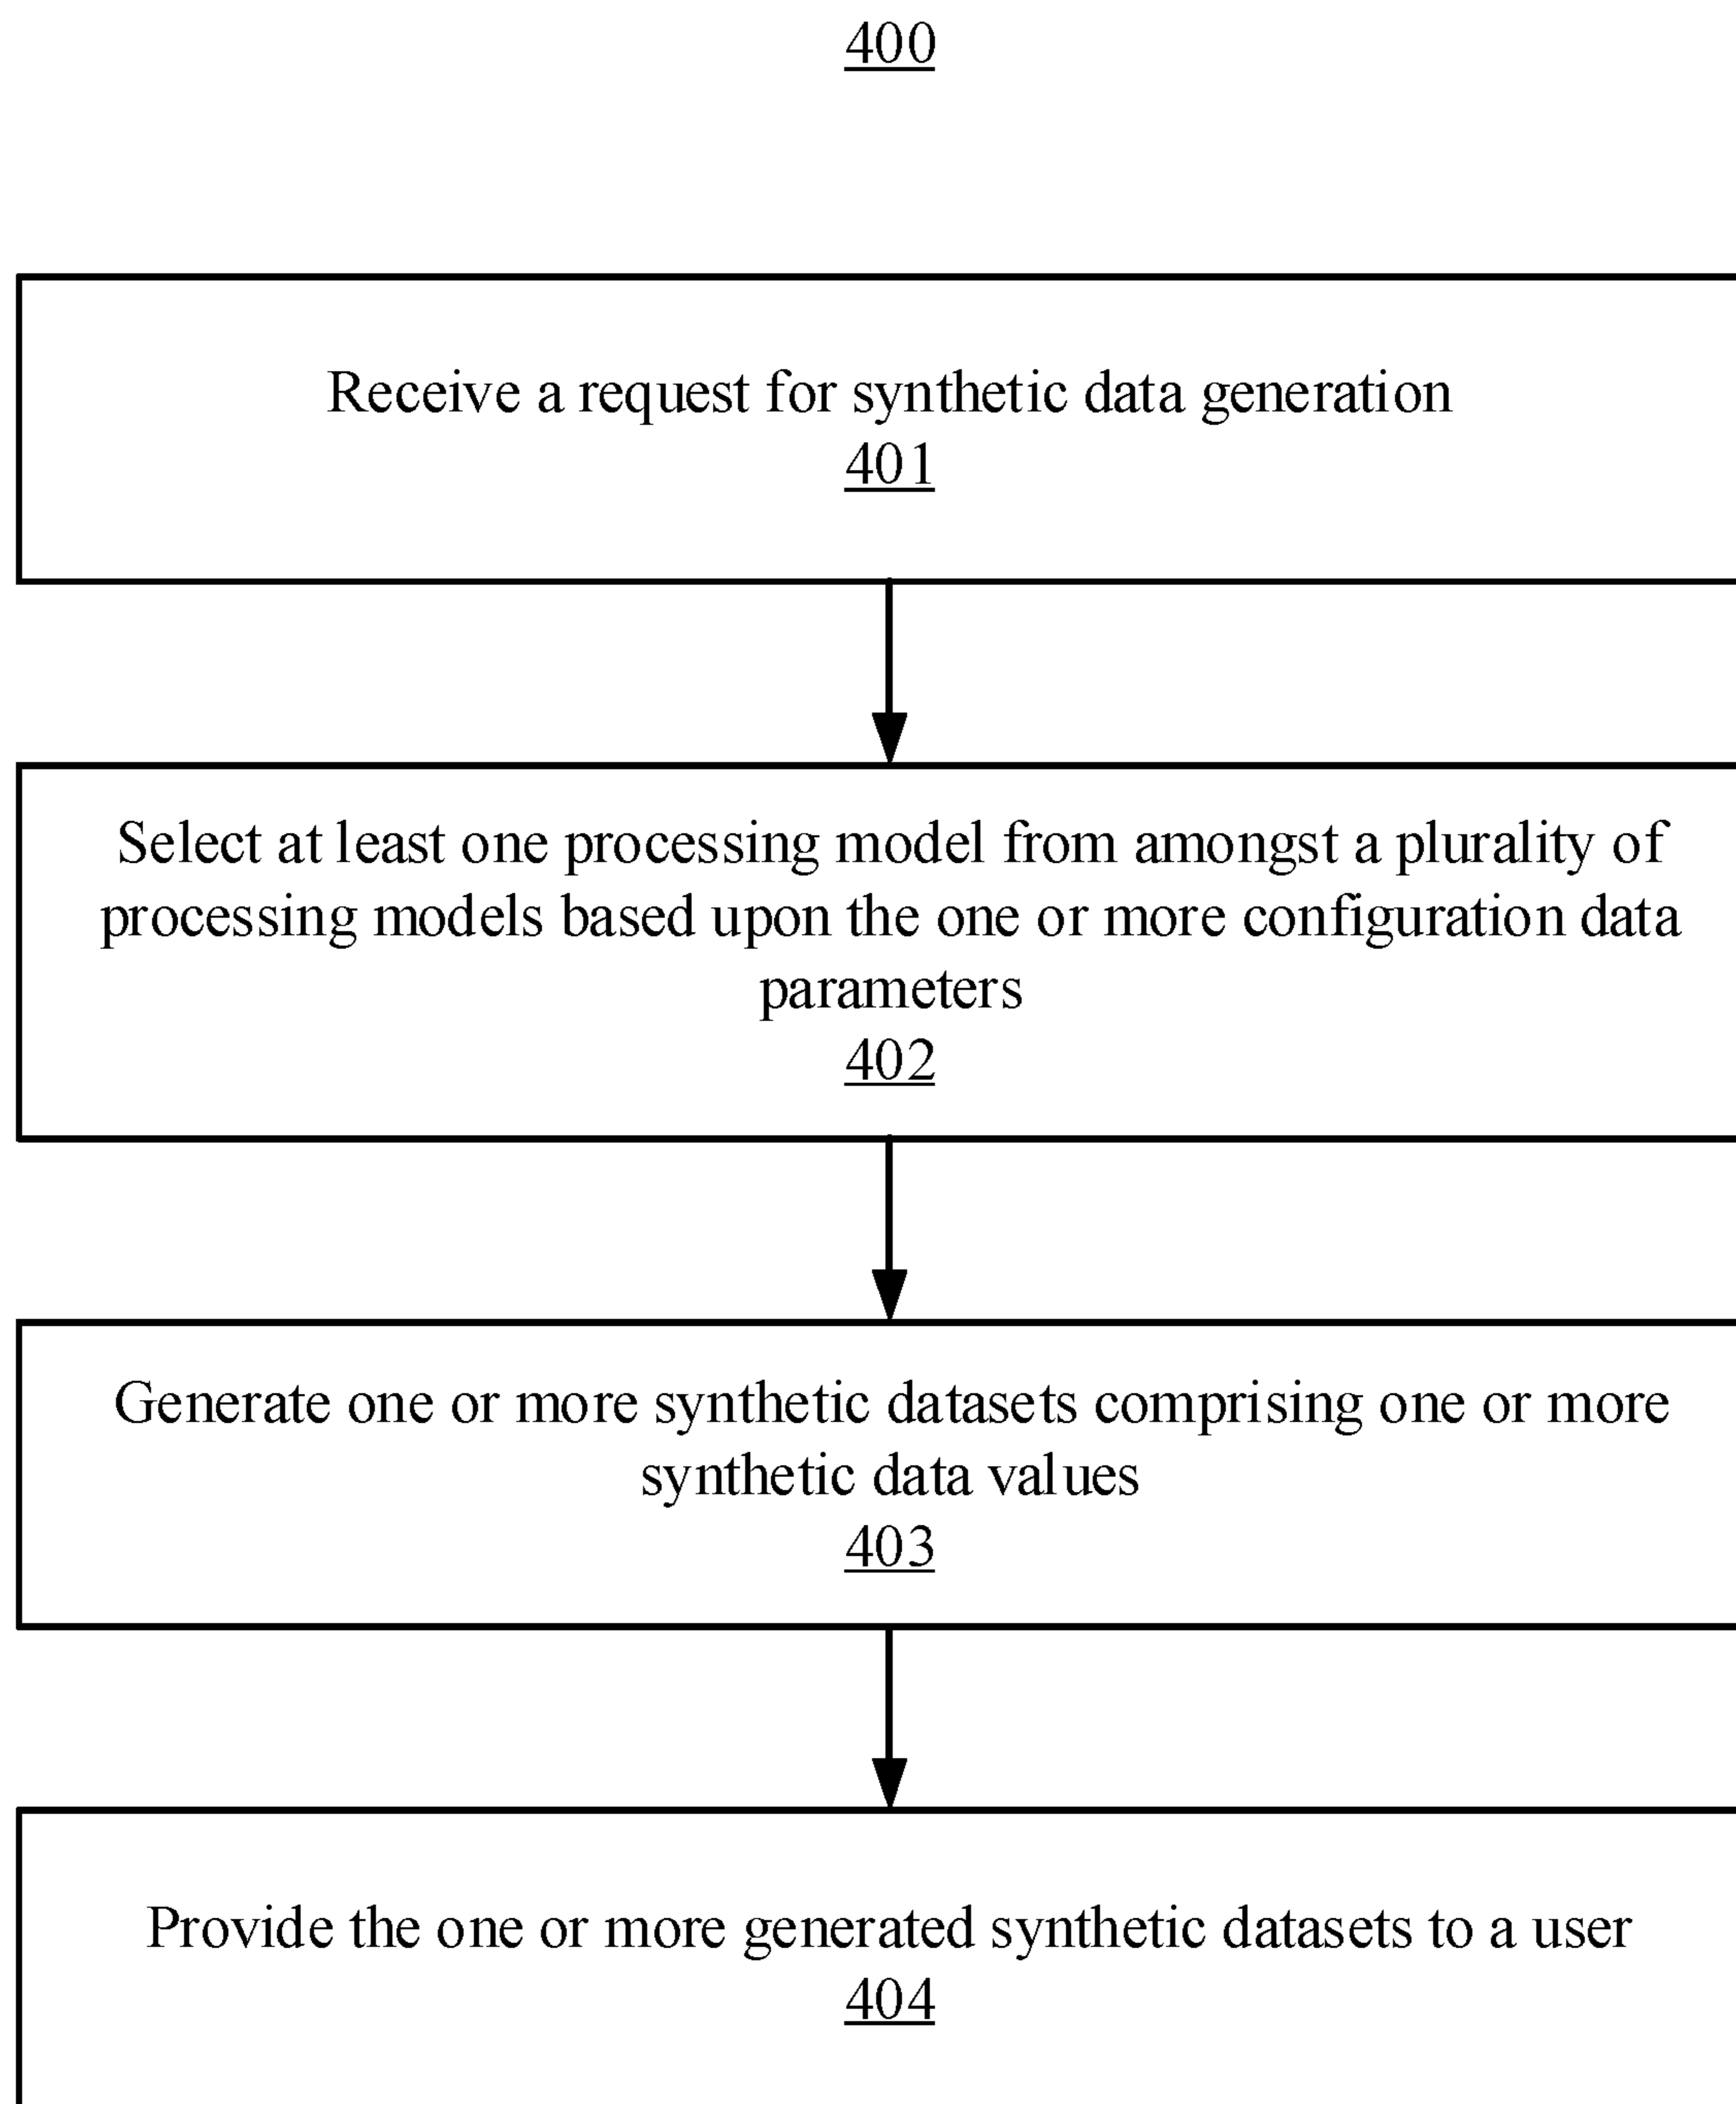 400
Receive a request for synthetic data generation
401
Select at least one processing model from amongst a plurality of
processing models based upon the one or more configuration data
parameters
402
Generate one or more synthetic datasets comprising one or more
synthetic data values
403
Provide the one or more generated synthetic datasets to a user
404